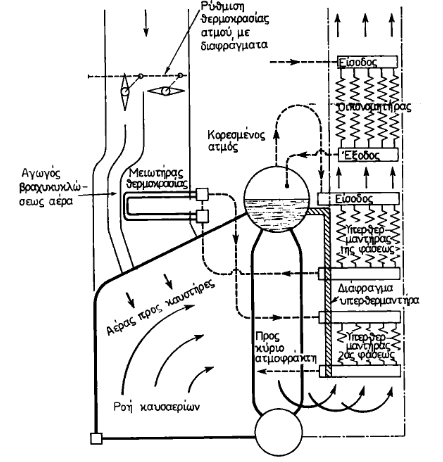 Ρύθμιση
θερμοκρασίας
ατμού, με
διαφράγματα
Είσοδος
Οικονομητήρας
Κορεσμένος
ατμός
Έξοδος
Αγωγός
βραχυκυκλώ-
σεως αέρα
Μειωτήρας
θερμοκρασίας
Είσοδος
Υπερθερ-
μαντήρας
1ης φάσεως
Διάφραγμα
υπερθερμαντήρα
Αέρας προς καυστήρες
Προς
κύριο
ατμοφράκτη
Υπερθερ-
μαντήρας
2ας φάσεως
Ροή καυσαερίων